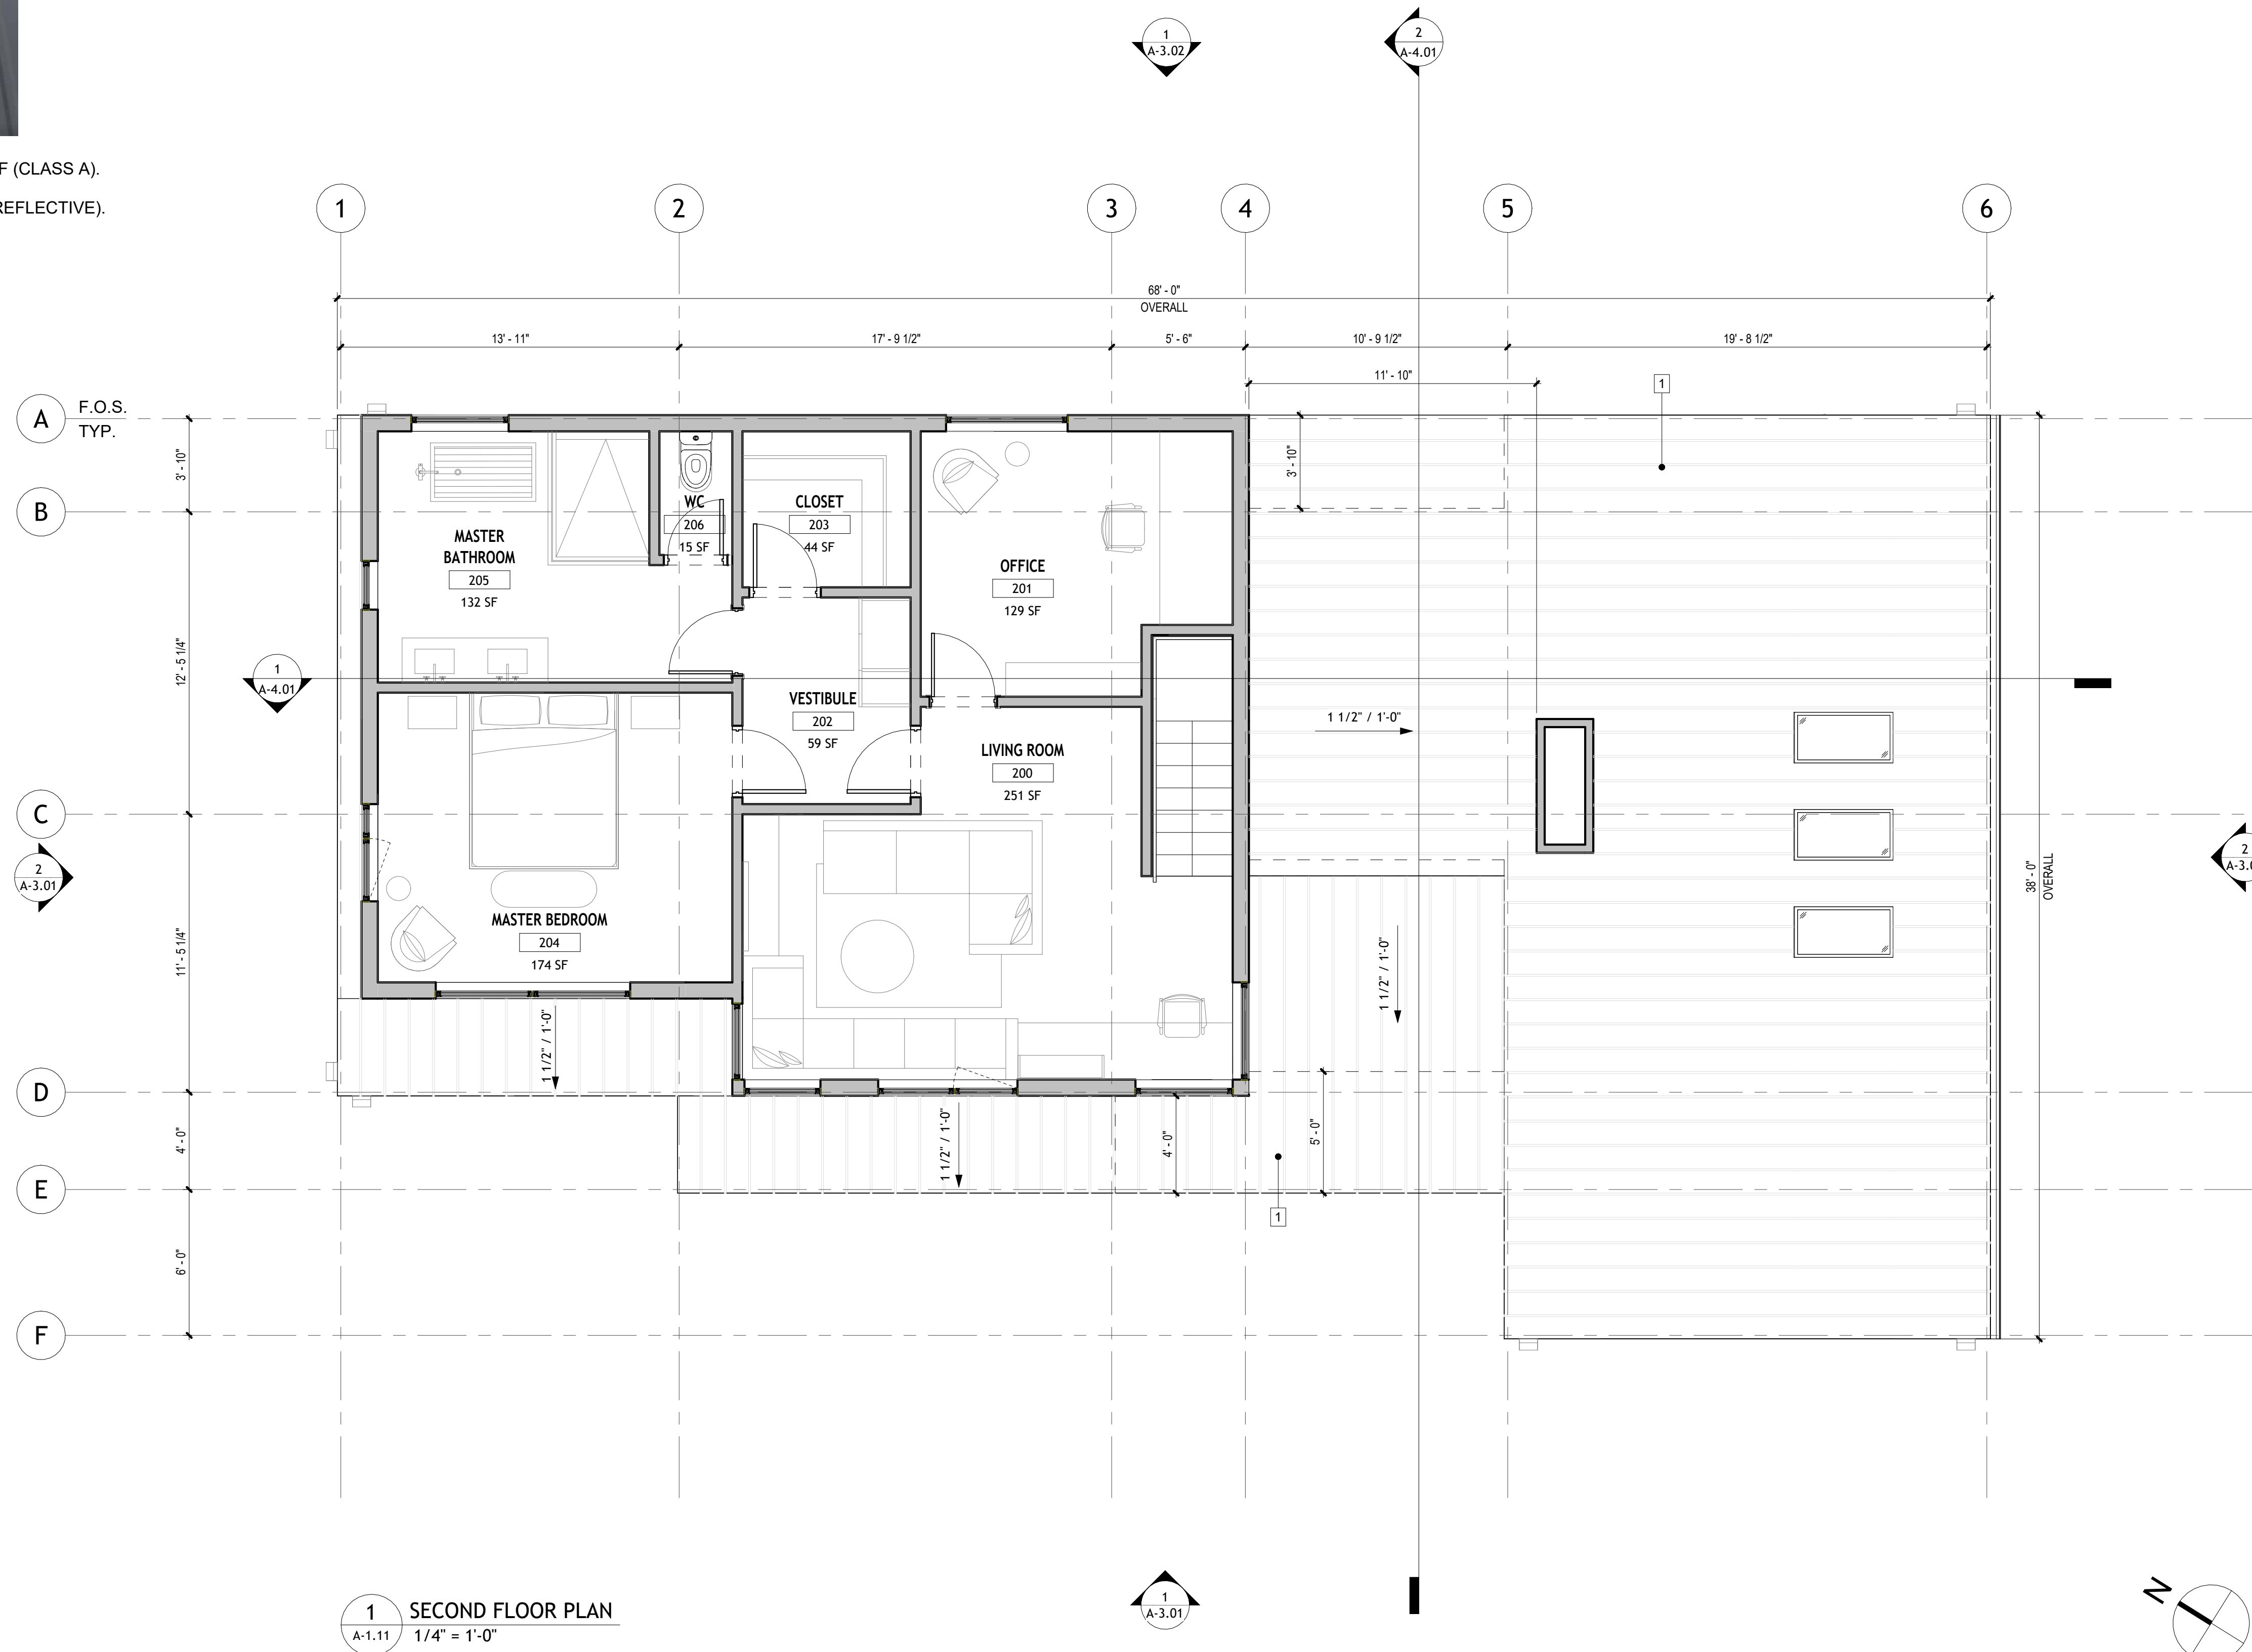 1
A-3.02
2
A-4.01
F (CLASS A).
REFLECTIVE).
1
2
3
4
5
6
68' - 0"
OVERALL
13' - 11"
17' - 9 1/2"
5' - 6"
10' - 9 1/2"
19' - 8 1/2"
11' - 10"
1
A
F.O.S.
TYP.
3' - 10"
3' - 10"
B
WC
206
15 SF
CLOSET
203
44 SF
MASTER
BATHROOM
205
132 SF
OFFICE
201
129 SF
12' - 5 1/4"
1
A-4.01
VESTIBULE
202
59 SF
LIVING ROOM
200
251 SF
1 1/2" / 1'-0"
C
2
A-3.01
2
38' - 0"
OVERALL
MASTER BEDROOM
204
174 SF
11' - 5 1/4"
1 1/2" / 1'-0"
1 1/2" / 1'-0"
D
4' - 0"
1 1/2" / 1'-0"
4' - 0"
5' - 0"
E
1
6' - 0"
F
1
A-3.01
N
1
A-1.11
SECOND FLOOR PLAN
1/4" = 1'-0"